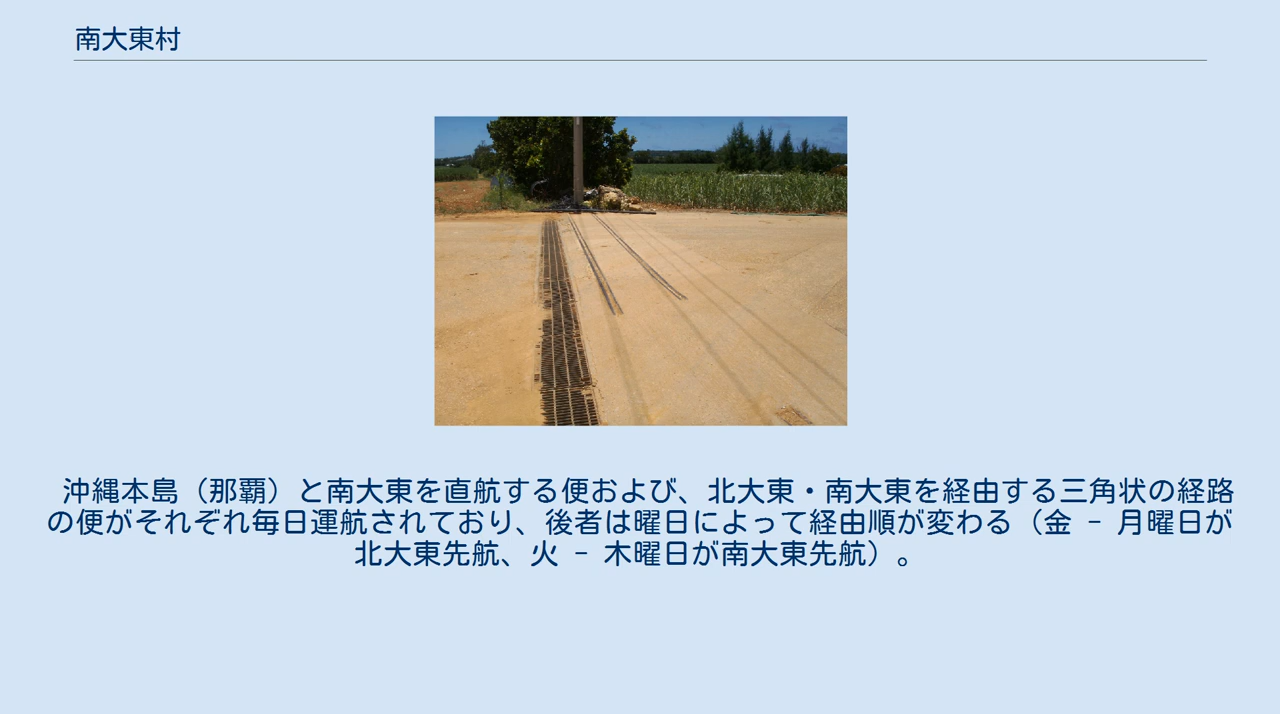 南大東村
沖縄本島（那覇）と南大東を直航する便および、北大東・南大東を経由する三角状の経路
の便がそれぞれ毎日運航されており、後者は曜日によって経由順が変わる（金 - 月曜日が
北大東先航、火 - 木曜日が南大東先航）。